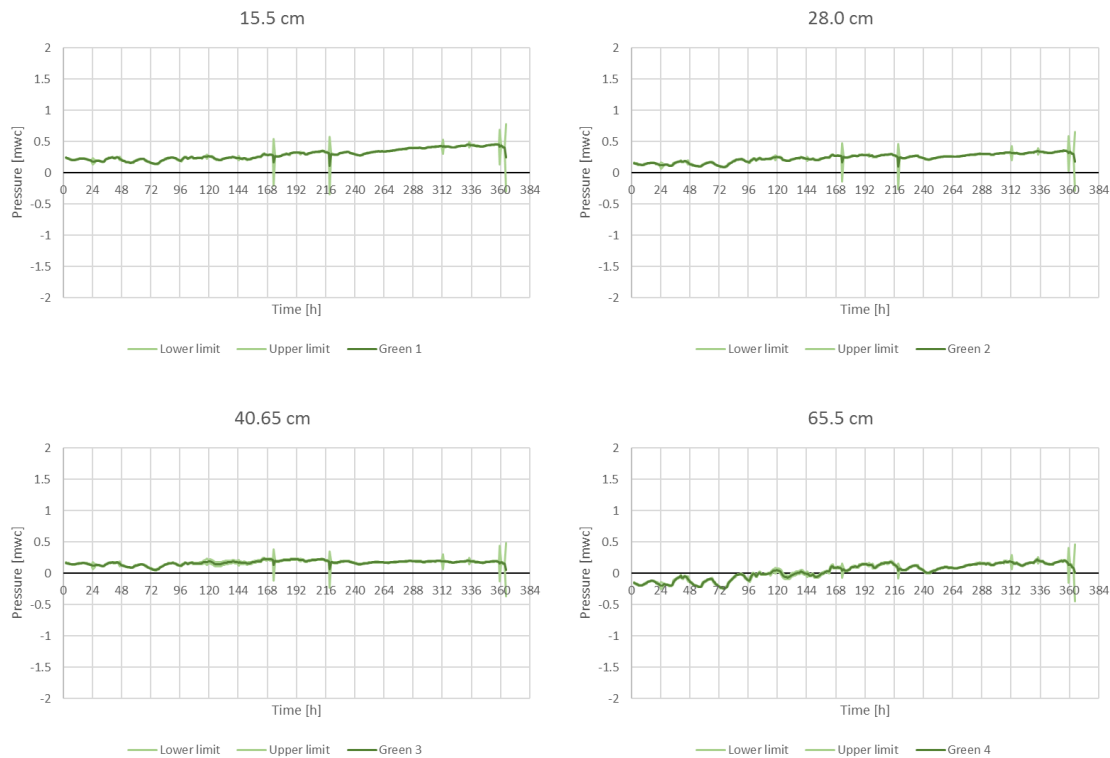 15.5 cm
2
1.5
1
0.5
0
-0.5
-1
-1.5
-2
Pressure [mwc]
0 24 48 72 96 120 144 168 192 216 240 264 288 312 336 360 384
Time [h]
Lower limit Upper limit Green 1
28.0 cm
2
1.5
1
0.5
0
-0.5
-1
-1.5
-2
Pressure [mwc]
0 24 48 72 96 120 144 168 192 216 240 264 288 312 336 360 384
Time [h]
Lower limit Upper limit Green 2
40.65 cm
2
1.5
1
0.5
0
-0.5
-1
-1.5
-2
Pressure [mwc]
0 24 48 72 96 120 144 168 192 216 240 264 288 312 336 360 384
Time [h]
Lower limit Upper limit Green 3
65.5 cm
2
1.5
1
0.5
0
-0.5
-1
-1.5
-2
Pressure [mwc]
0 24 48 72 96 120 144 168 192 216 240 264 288 312 336 360 384
Time [h]
Lower limit Upper limit Green 4